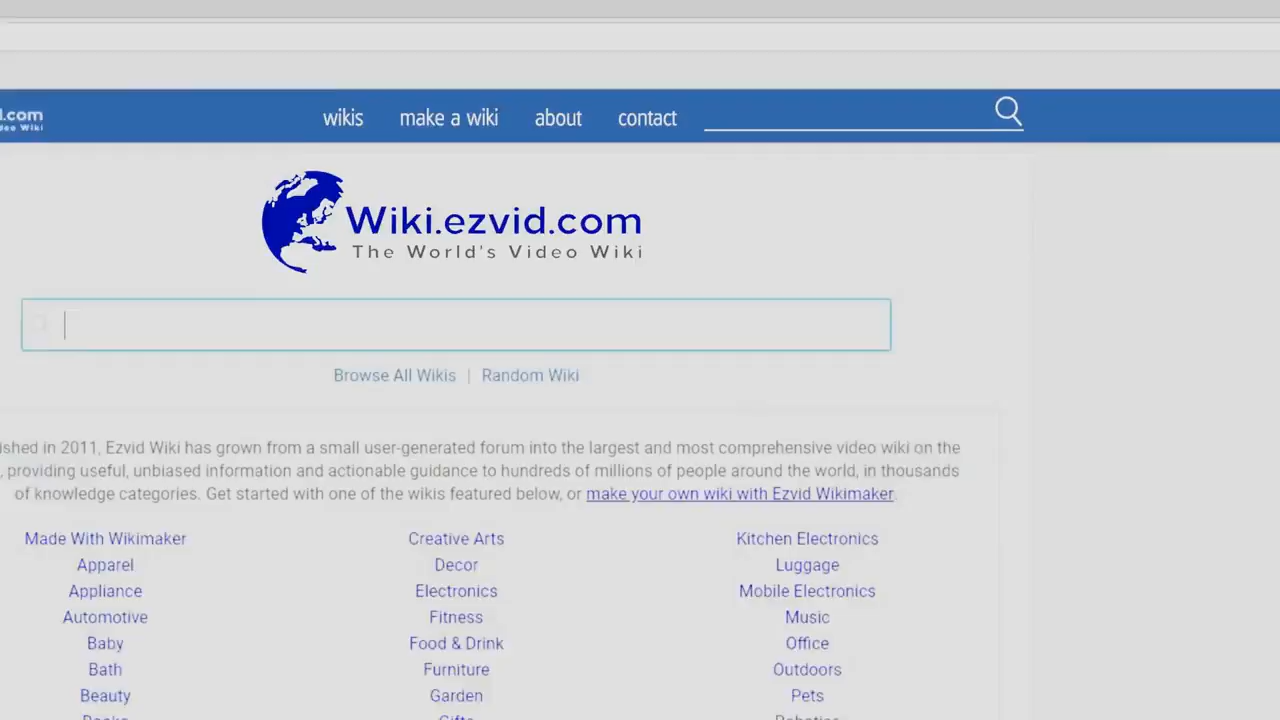 .com
Video Wiki
wikis make a wiki about contact
Wiki.ezvid.com
The World's Video Wiki
Browse All Wikis | Random Wiki
ished in 2011, Ezvid Wiki has grown from a small user-generated forum into the largest and most comprehensive video wiki on the
, providing useful, unbiased information and actionable guidance to hundreds of millions of people around the world, in thousands
of knowledge categories. Get started with one of the wikis featured below, or make your own wiki with Ezvid Wikimaker.
Made With Wikimaker Creative Arts Kitchen Electronics
Apparel Decor Luggage
Appliance Electronics Mobile Electronics
Automotive Fitness Music
Baby Food & Drink Office
Bath Furniture Outdoors
Beauty Garden Pets